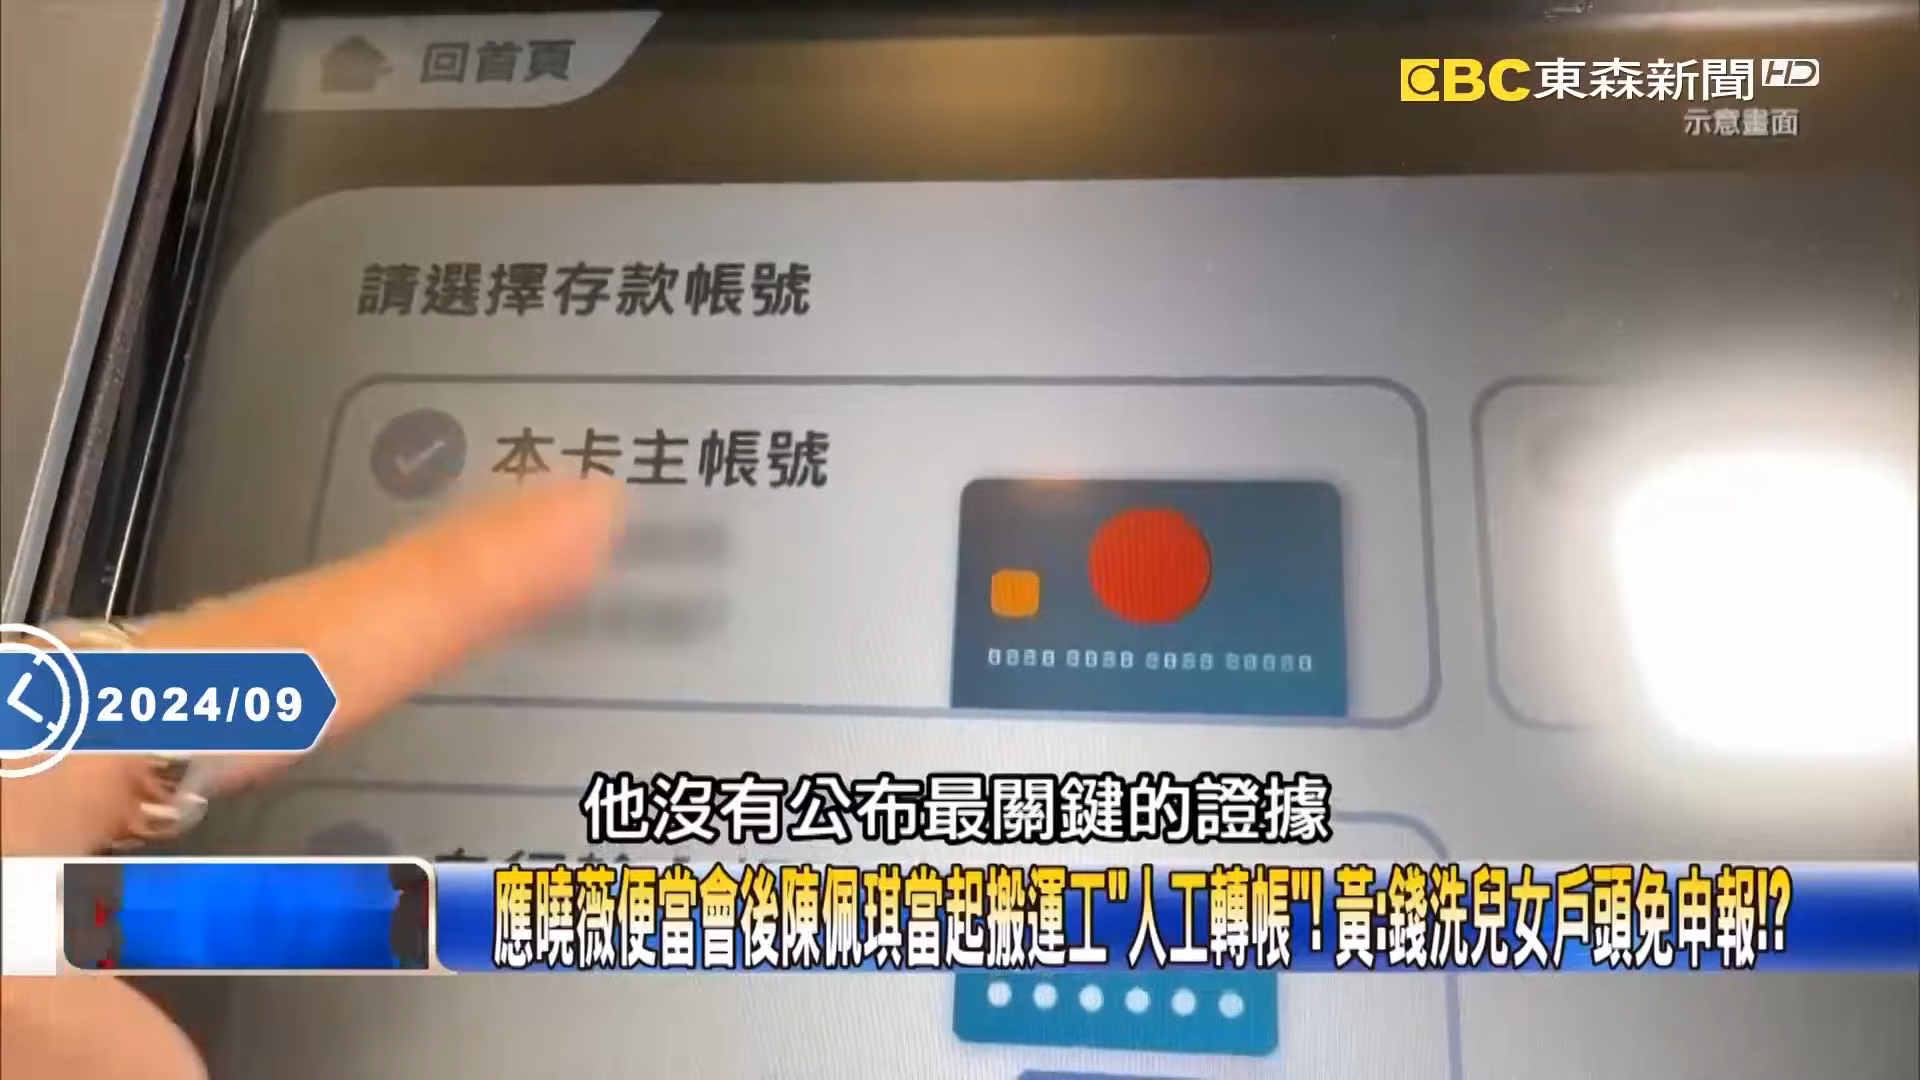 回首頁
EBC東森新聞HD
示意畫面
請選擇存款帳號
本卡主帳號
2024/09
他沒有公布最關鍵的證據
應曉薇便當會後陳佩琪當起搬運工"人工轉帳"! 黃:錢洗兒女戶頭免申報!?